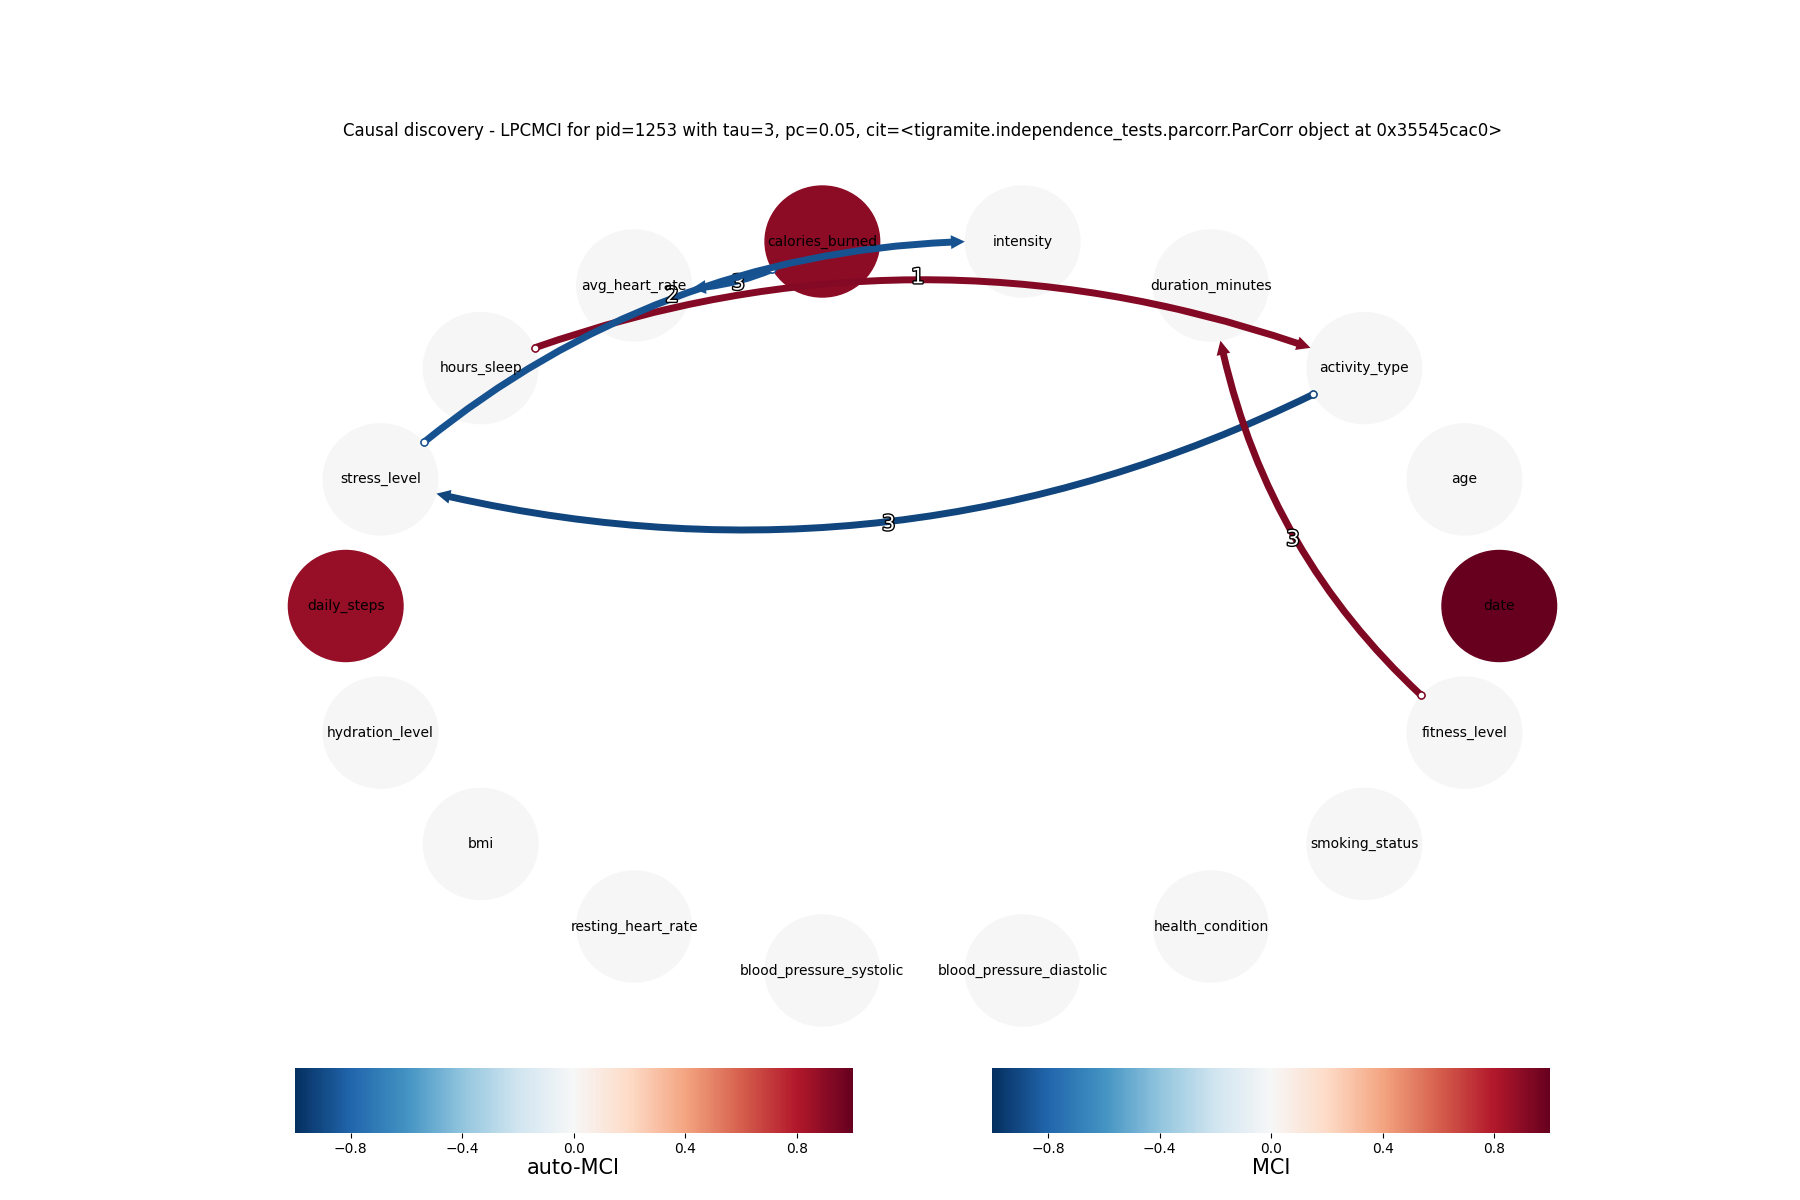 Causal discovery - LPCMCI for pid=1253 with tau=3, pc=0.05, cit=<tigramite.independence_tests.parcorr.ParCorr object at 0x35545cac0>
calories_burned
intensity
avg_heart_rate
duration_minutes
1
3
2
hours_sleep
activity_type
stress_level
age
3
3
daily_steps
date
hydration_level
fitness_level
bmi
smoking_status
resting_heart_rate
health_condition
blood_pressure_systolic
blood_pressure_diastolic
−0.8 −0.4 0.0 0.4 0.8
auto-MCI
−0.8 −0.4 0.0 0.4 0.8
MCI